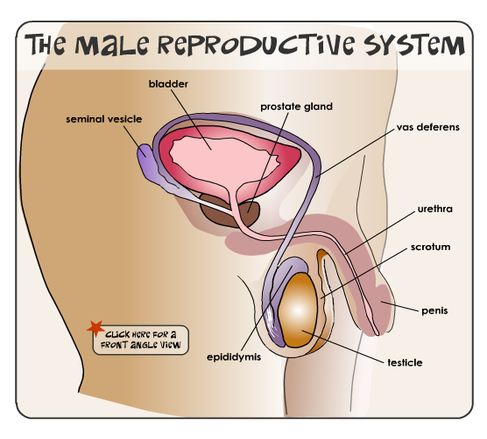 THE MALE REPRODUCTIVE SYSTEM
bladder
prostate gland
seminal vesicle
vas deferens
urethra
scrotum
penis
CLICK HERE FOR A
FRONT ANGLE VIEW
epididymis
testicle